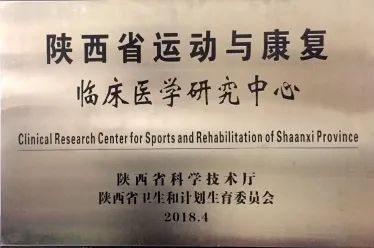 陕西省运动与康复
临床医学研究中心
Clinical Research Center for Sports and Rehabilitation of Shaanxi Province
陕西省科学技术厅
陕西省卫生和计划生育委员会
2018.4